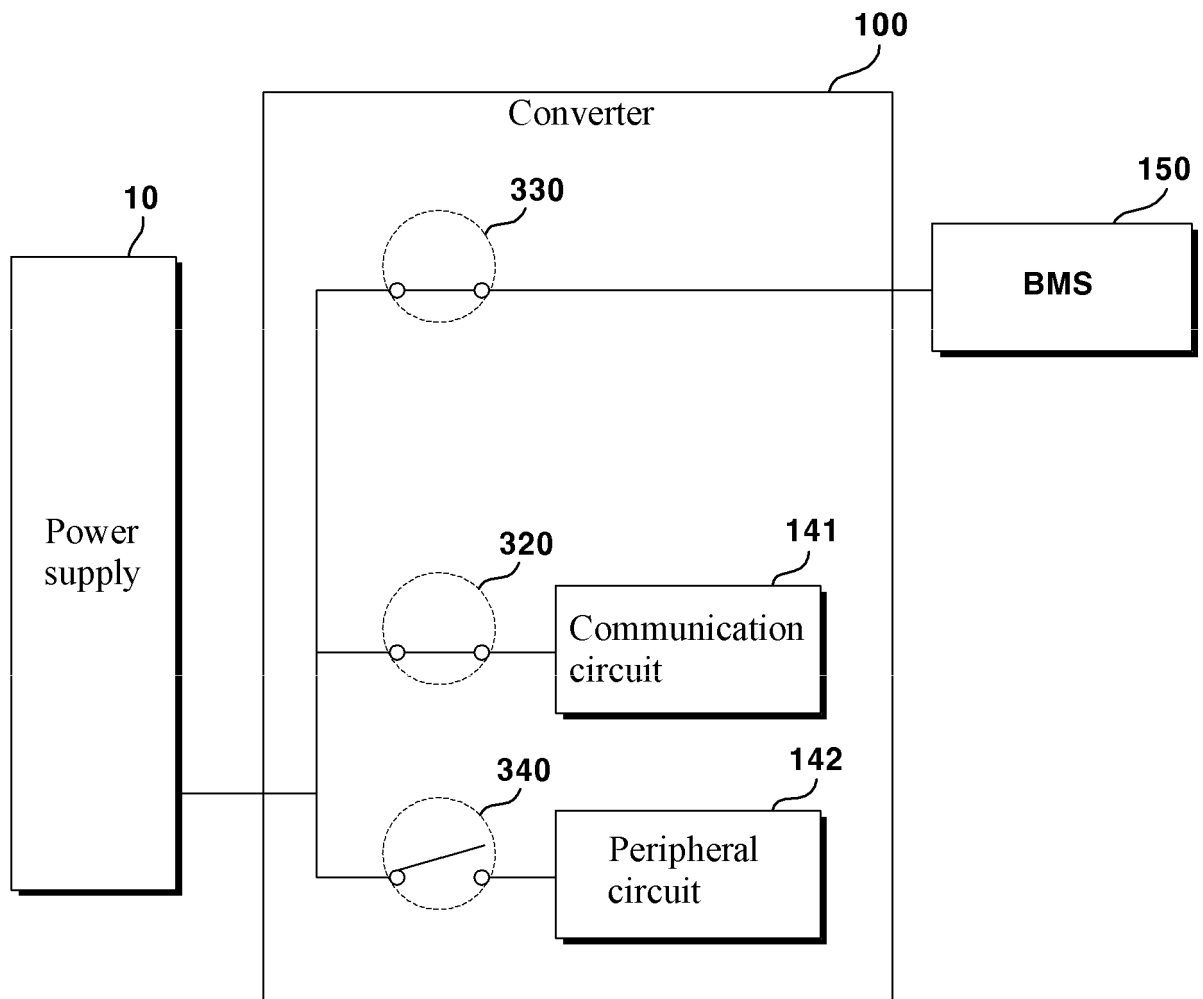 100
Converter
150
10
330
BMS
Power
supply
320
141
Communication
circuit
340
142
Peripheral
circuit